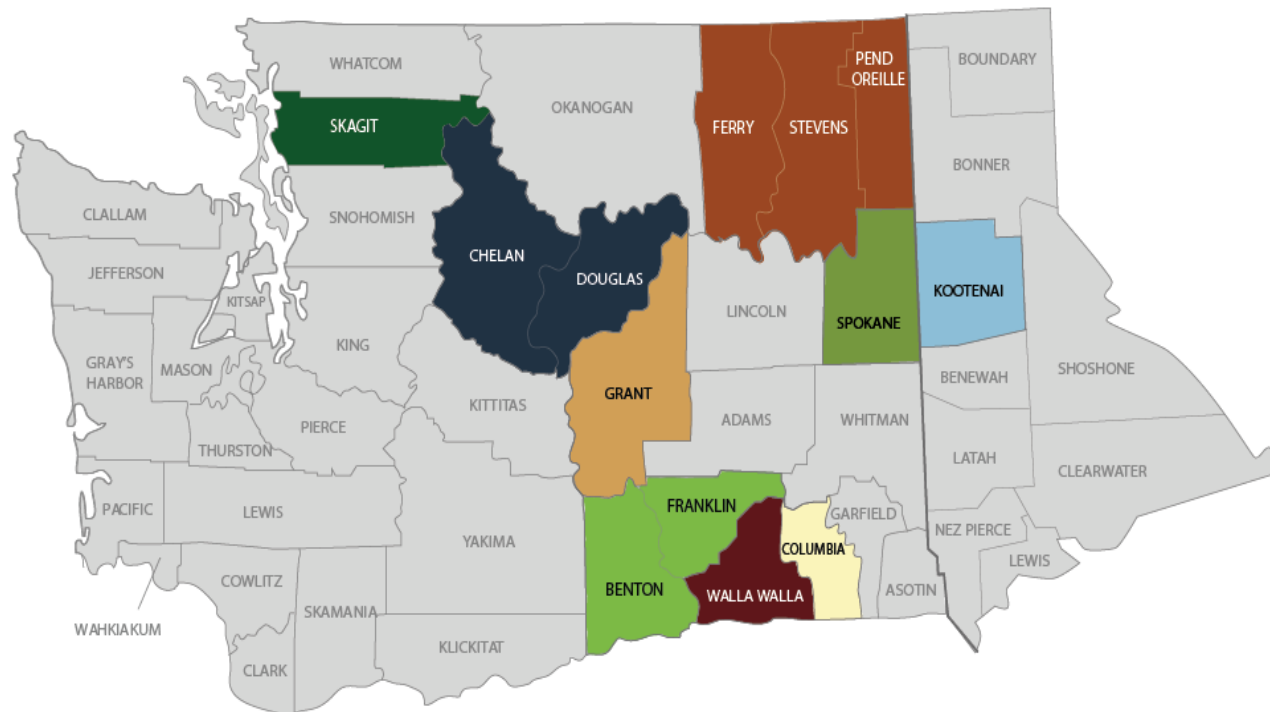 WHATCOM
SKAGIT
OKANOGAN
FERRY
STEVENS
PEND
OREILLE
BOUNDARY
BONNER
CLALLAM
SNOHOMISH
CHELAN
DOUGLAS
JEFFERSON
KITSAP
KING
LINCOLN
SPOKANE
KOOTENAI
GRAY'S
HARBOR
MASON
SHOSHONE
BENEWAH
GRANT
KITTITAS
ADAMS
WHITMAN
PIERCE
THURSTON
LATAH
CLEARWATER
PACIFIC
LEWIS
YAKIMA
FRANKLIN
GARFIELD
NEZ PIERCE
COLUMBIA
LEWIS
COWLITZ
BENTON
WALLA WALLA
ASOTIN
SKAMANIA
WAHKIAKUM
KLICKITAT
CLARK